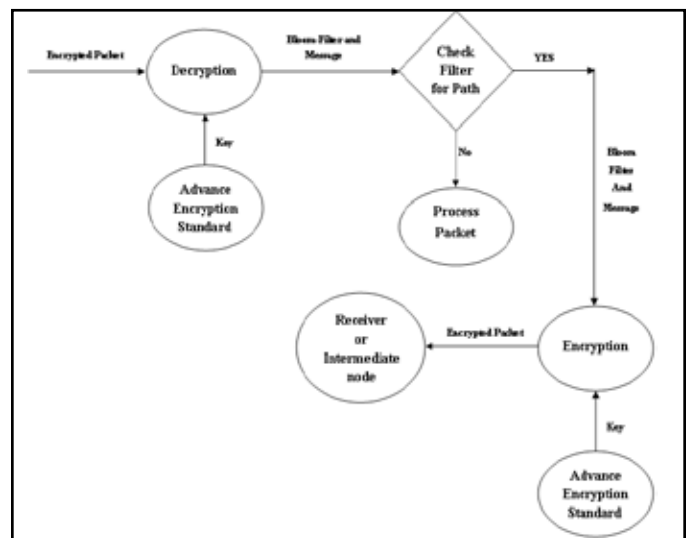 Encrypted Packet
Decryption
Bloom Filter and
Message
Check
Filter
for Path
YES
Key
No
Bloom
Filter
And
Message
Advance
Encryption
Standard
Process
Packet
Receiver
or
Intermediate
node
Encrypted Packet
Encryption
Key
Advance
Encryption
Standard